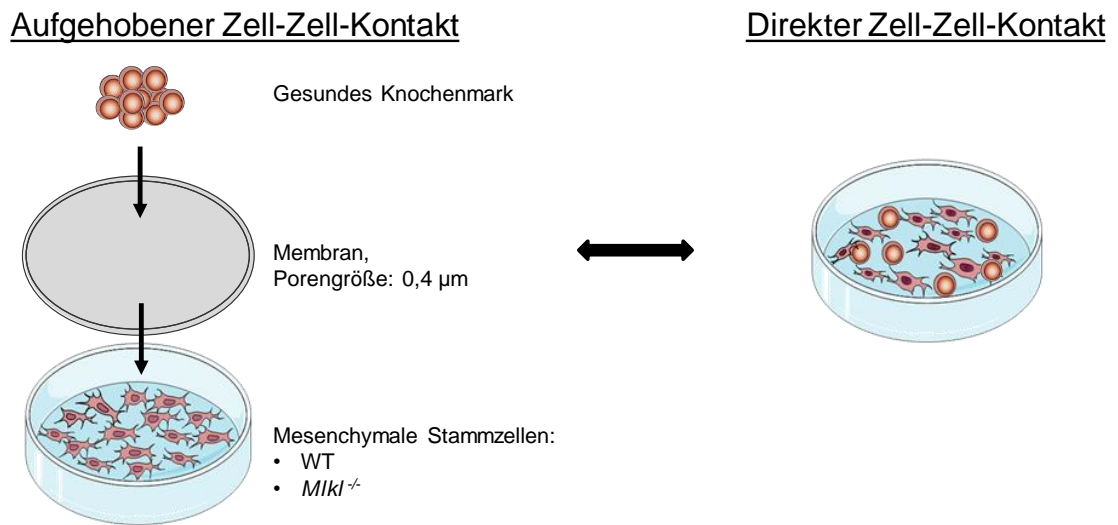 Aufgehobener Zell-Zell-Kontakt
Direkter Zell-Zell-Kontakt
Gesundes Knochenmark
Membran,
Porengröße: 0,4 µm
Mesenchymale Stammzellen:
• WT
• Mlkl -/-